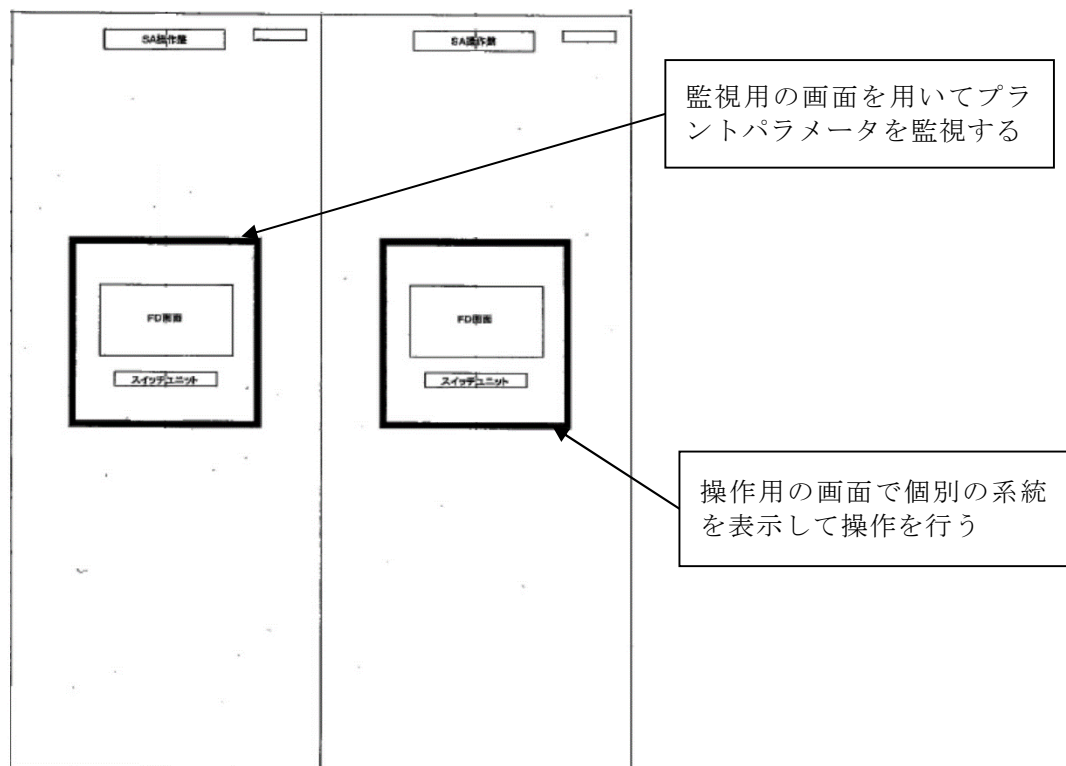 SA操作盤
SA操作盤
監視用の画面を用いてプラ
ントパラメータを監視する
FD画面
スイッチユニット
FD画面
スイッチユニット
操作用の画面で個別の系統
を表示して操作を行う